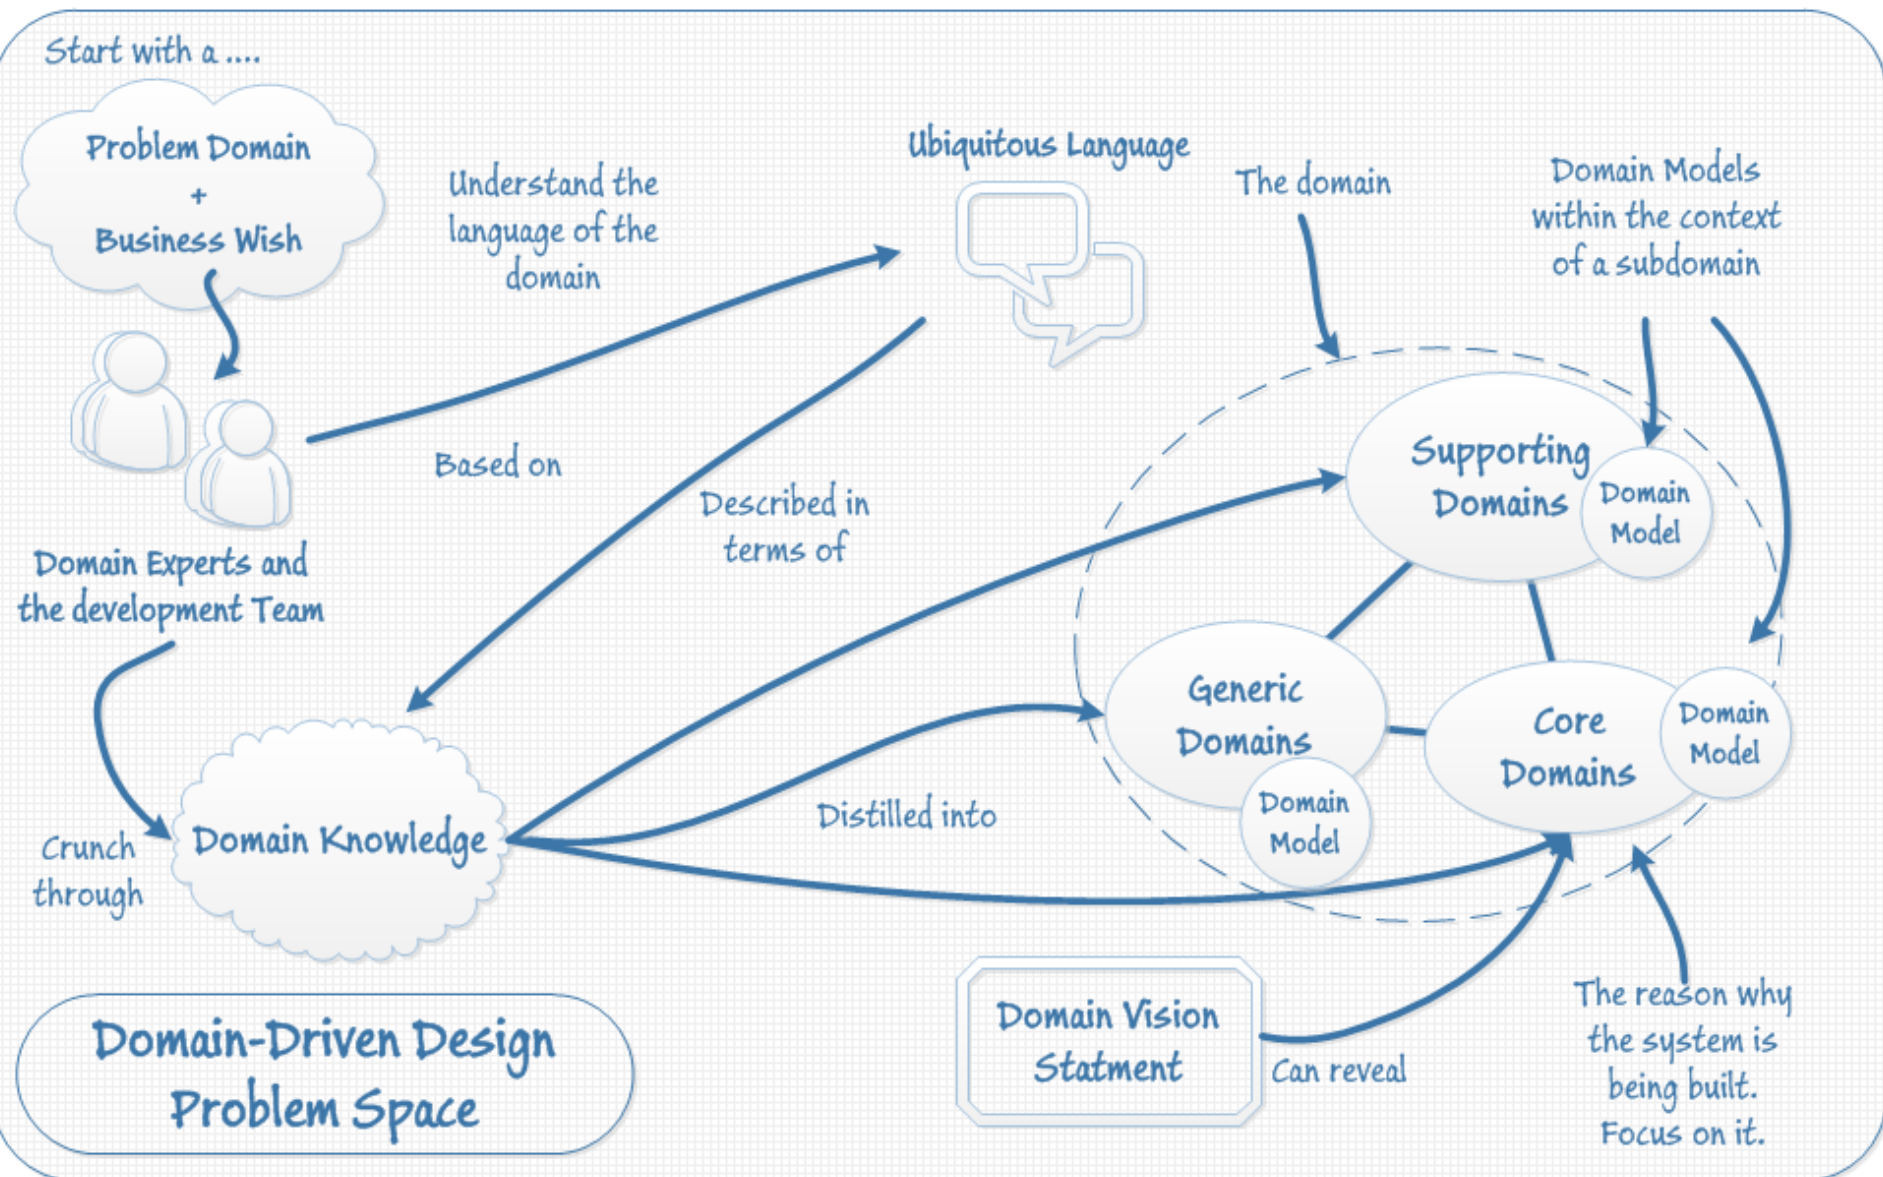 Start with a ....
Problem Domain
+
Business Wish
Understand the
language of the
domain
Ubiquitous Language
The domain
Domain Models
within the context
of a subdomain
Based on
Described in
terms of
Supporting
Domains
Domain
Model
Domain Experts and
the development Team
Generic
Domains
Domain
Model
Core
Domains
Domain
Model
Crunch
through
Domain Knowledge
Distilled into
Domain Vision
Statment
Can reveal
The reason why
the system is
being built.
Focus on it.
Domain-Driven Design
Problem Space